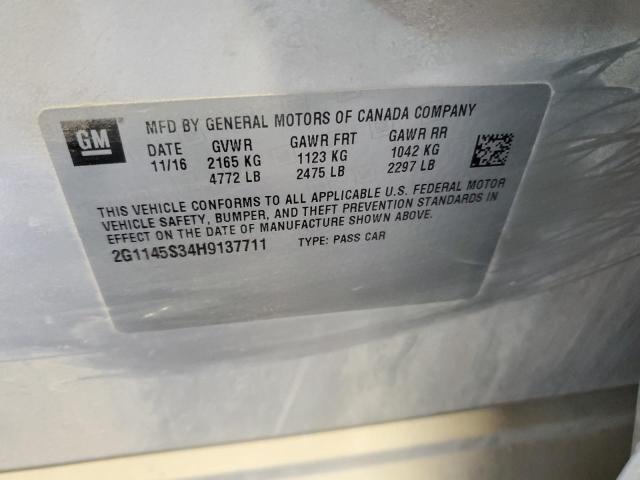 GM
MFD BY GENERAL MOTORS OF CANADA COMPANY
DATE GVWR GAWR FRT GAWR RR
11/16 2165 KG 1123 KG 1042 KG
4772 LB 2475 LB 2297 LB
THIS VEHICLE CONFORMS TO ALL APPLICABLE U.S. FEDERAL MOTOR
VEHICLE SAFETY, BUMPER, AND THEFT PREVENTION STANDARDS IN
EFFECT ON THE DATE OF MANUFACTURE SHOWN ABOVE.
2G1145S34H9137711 TYPE: PASS CAR